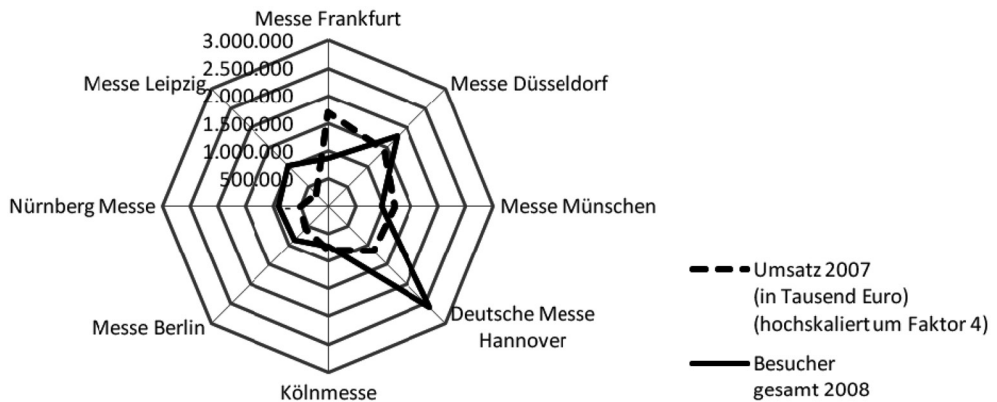 Messe Frankfurt
3.000.000
2.500.000
2.000.000
1.500.000
1.000.000
500.000
-
Messe Leipzig
Messe Düsseldorf
Nürnberg Messe
Messe Münschen
Messe Berlin
Deutsche Messe
Hannover
Kölnmesse
Umsatz 2007
(in Tausend Euro)
(hochskaliert um Faktor 4)
Besucher
gesamt 2008